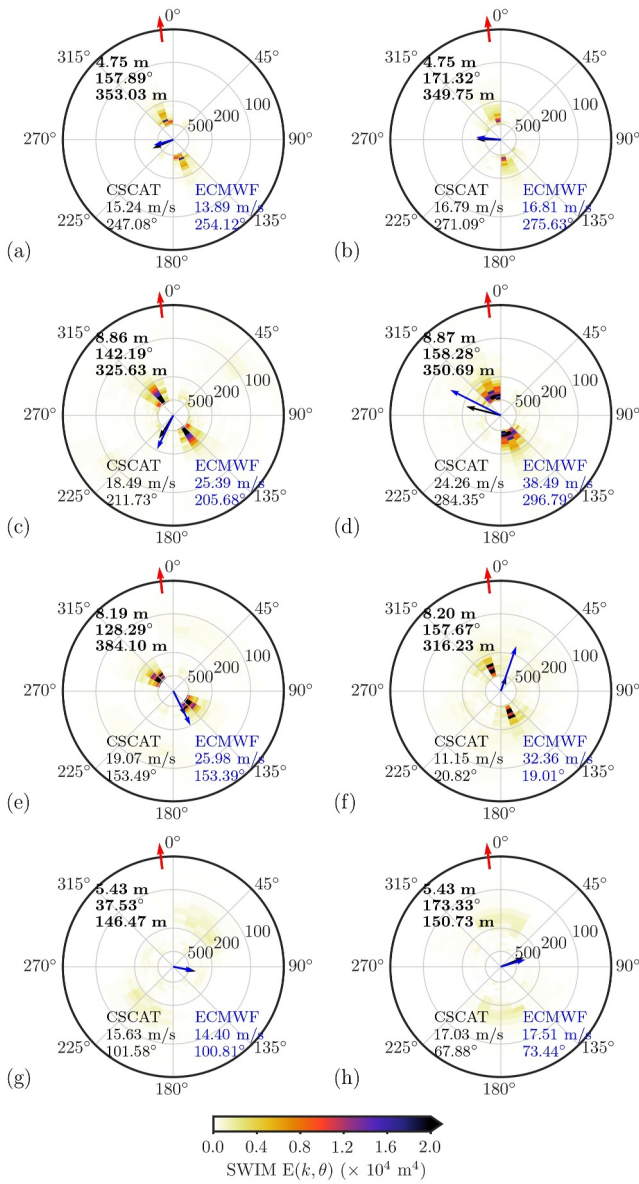 0°
315° 45°
4.75 m
157.89°
353.03 m
100
200
500
270° 90°
CSCAT ECMWF
15.24 m/s 13.89 m/s
247.08° 254.12°
225° 135°
180°
(a)
0°
315° 45°
4.75 m
171.32°
349.75 m
100
200
500
270° 90°
CSCAT ECMWF
16.79 m/s 16.81 m/s
271.09° 275.63°
225° 135°
180°
(b)
0°
315° 45°
8.86 m
142.19°
325.63 m
100
200
500
270° 90°
CSCAT ECMWF
18.49 m/s 25.39 m/s
211.73° 205.68°
225° 135°
180°
(c)
0°
315° 45°
8.87 m
158.28°
350.69 m
100
200
500
270° 90°
CSCAT ECMWF
24.26 m/s 38.49 m/s
284.35° 296.79°
225° 135°
180°
(d)
0°
315° 45°
8.19 m
128.29°
384.10 m
100
200
500
270° 90°
CSCAT ECMWF
19.07 m/s 25.98 m/s
153.49° 153.39°
225° 135°
180°
(e)
0°
315° 45°
8.20 m
157.67°
316.23 m
100
200
500
270° 90°
CSCAT ECMWF
11.15 m/s 32.36 m/s
20.82° 19.01°
225° 135°
180°
(f)
0°
315° 45°
5.43 m
37.53°
146.47 m
100
200
500
270° 90°
CSCAT ECMWF
15.63 m/s 14.40 m/s
101.58° 100.81°
225° 135°
180°
(g)
0°
315° 45°
5.43 m
173.33°
150.73 m
100
200
500
270° 90°
CSCAT ECMWF
17.03 m/s 17.51 m/s
67.88° 73.44°
225° 135°
180°
(h)
0.0 0.4 0.8 1.2 1.6 2.0
SWIM E(k, θ) (× 10⁴ m⁴)